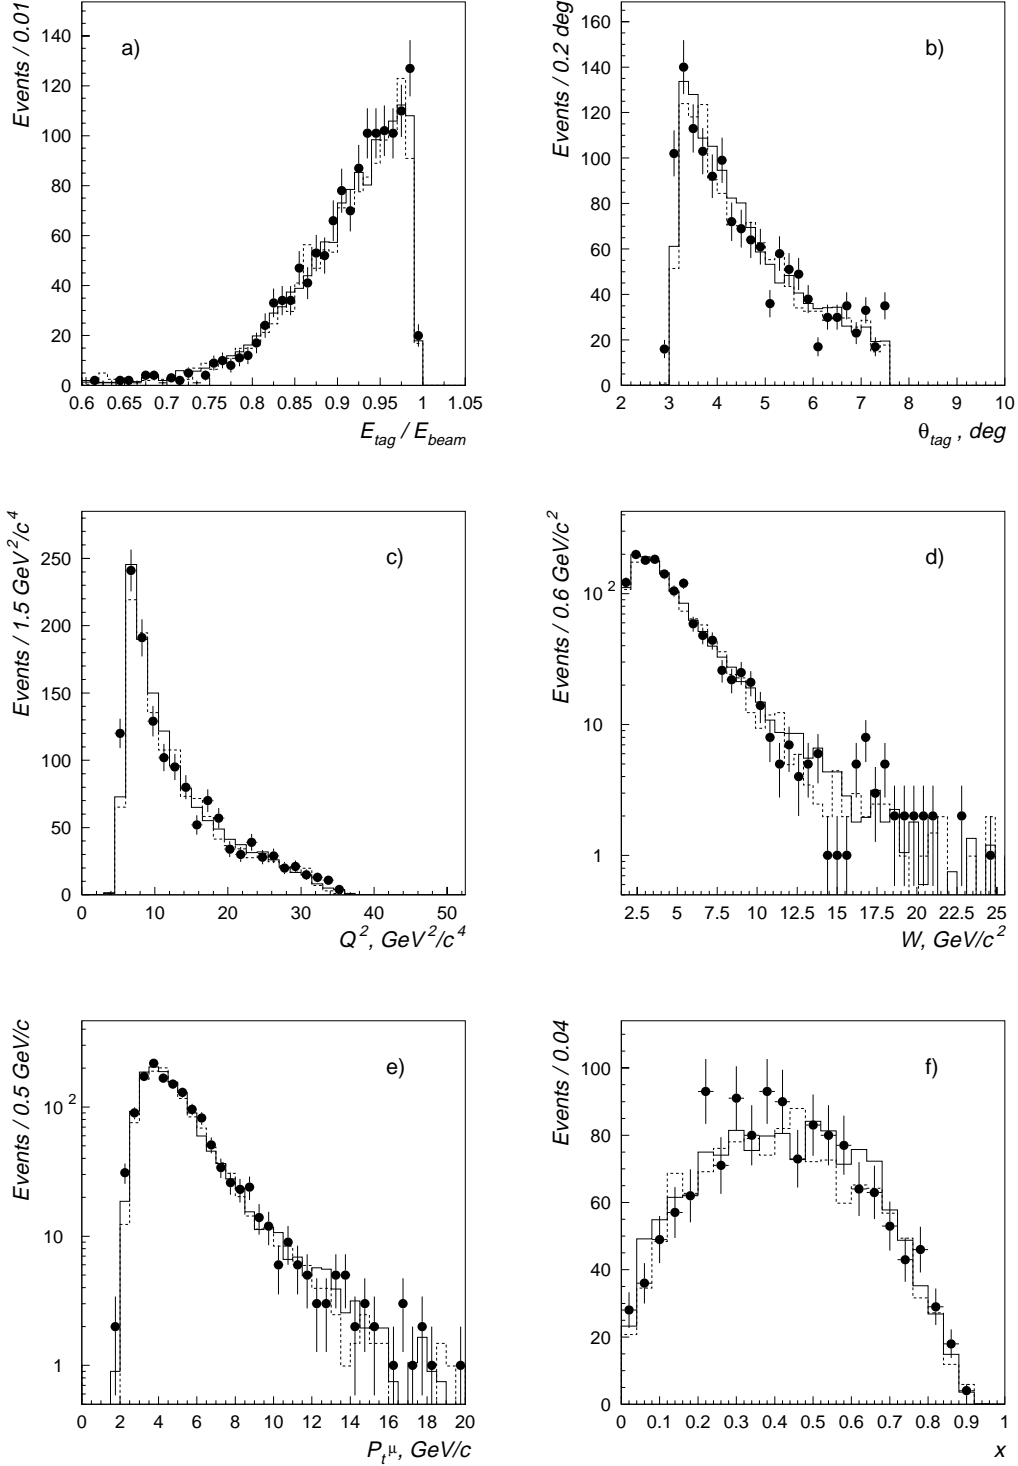 a)
Events / 0.01
140
120
100
80
60
40
20
0
0.6 0.65 0.7 0.75 0.8 0.85 0.9 0.95 1 1.05
E_tag / E_beam
b)
Events / 0.2 deg
160
140
120
100
80
60
40
20
0
2 3 4 5 6 7 8 9 10
θ_tag , deg
c)
Events / 1.5 GeV²/c⁴
250
200
150
100
50
0
0 10 20 30 40 50
Q², GeV²/c⁴
d)
Events / 0.6 GeV/c²
10²
10
1
2.5 5 7.5 10 12.5 15 17.5 20 22.5 25
W, GeV/c²
e)
Events / 0.5 GeV/c
10²
10
1
0 2 4 6 8 10 12 14 16 18 20
P_t^μ, GeV/c
f)
Events / 0.04
100
80
60
40
20
0
0 0.1 0.2 0.3 0.4 0.5 0.6 0.7 0.8 0.9 1
x